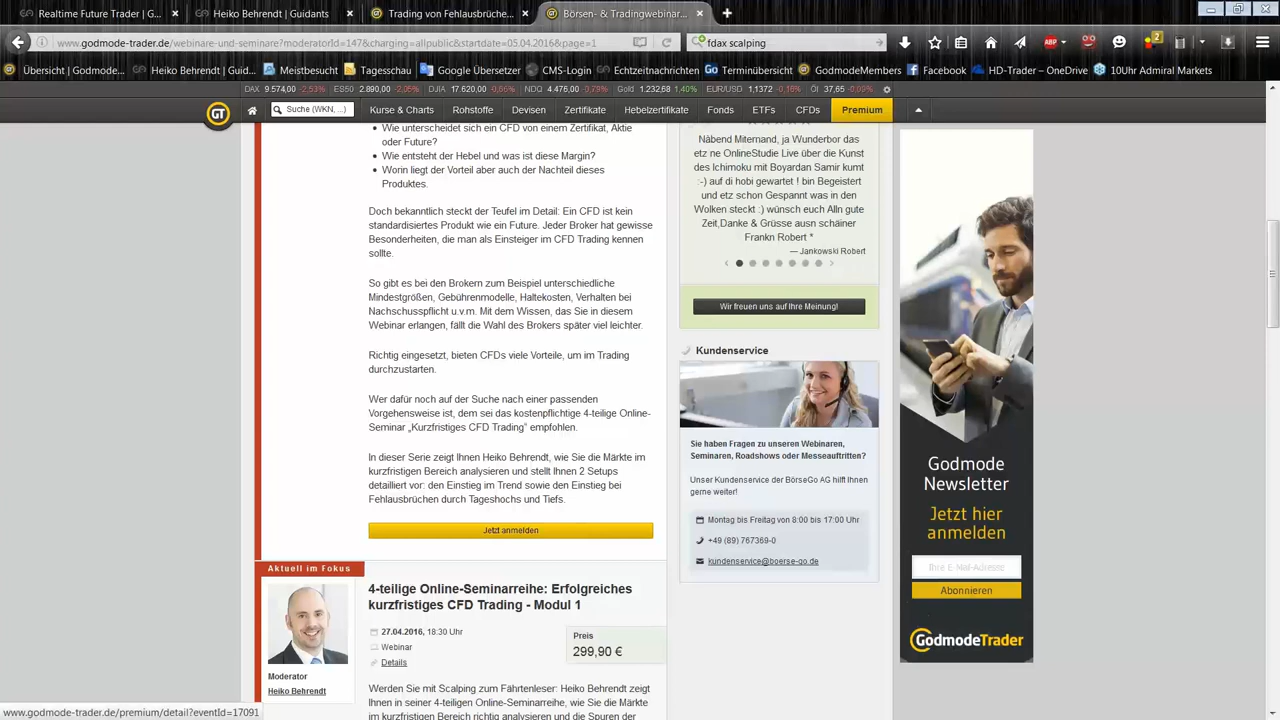 Realtime Future Trader | G...
Heiko Behrendt | Guidants
Trading von Fehlausbrüche...
Börsen- & Tradingwebinar...
www.godmode-trader.de/webinare-und-seminare?moderatorId=147&charging=allpublic&startdate=05.04.2016&page=1
fdax scalping
ABP
2
Übersicht | Godmode...
Heiko Behrendt | Guid...
Meistbesucht
Tagesschau
Google Übersetzer
CMS-Login
Echtzeitnachrichten
Go Terminübersicht
GodmodeMembers
Facebook
HD-Trader – OneDrive
10Uhr Admiral Markets
DAX 9.574,00 -2,53%
ES50 2.890,00 -2,05%
DJIA 17.620,00 -0,66%
NDQ 4.476,00 -0,79%
Gold 1.232,68 1,40%
EUR/USD 1,1372 -0,16%
Öl 37,65 -0,09%
GT
Suche (WKN, ...)
Kurse & Charts
Rohstoffe
Devisen
Zertifikate
Hebelzertifikate
Fonds
ETFs
CFDs
Premium
Wie unterscheidet sich ein CFD von einem Zertifikat, Aktie
oder Future?
Wie entsteht der Hebel und was ist diese Margin?
Worin liegt der Vorteil aber auch der Nachteil dieses
Produktes.
Doch bekanntlich steckt der Teufel im Detail: Ein CFD ist kein
standardisiertes Produkt wie ein Future. Jeder Broker hat gewisse
Besonderheiten, die man als Einsteiger im CFD Trading kennen
sollte.
So gibt es bei den Brokern zum Beispiel unterschiedliche
Mindestgrößen, Gebührenmodelle, Haltekosten, Verhalten bei
Nachschusspflicht u.v.m. Mit dem Wissen, das Sie in diesem
Webinar erlangen, fällt die Wahl des Brokers später viel leichter.
Richtig eingesetzt, bieten CFDs viele Vorteile, um im Trading
durchzustarten.
Wer dafür noch auf der Suche nach einer passenden
Vorgehensweise ist, dem sei das kostenpflichtige 4-teilige Online-
Seminar „Kurzfristiges CFD Trading“ empfohlen.
In dieser Serie zeigt Ihnen Heiko Behrendt, wie Sie die Märkte im
kurzfristigen Bereich analysieren und stellt Ihnen 2 Setups
detailliert vor: den Einstieg im Trend sowie den Einstieg bei
Fehlausbrüchen durch Tageshochs und Tiefs.
Jetzt anmelden
Aktuell im Fokus
Moderator
Heiko Behrendt
4-teilige Online-Seminarreihe: Erfolgreiches
kurzfristiges CFD Trading - Modul 1
27.04.2016, 18:30 Uhr
Webinar
Details
Preis
299,90 €
Werden Sie mit Scalping zum Fährtenleser: Heiko Behrendt zeigt
Ihnen in seiner 4-teiligen Online-Seminarreihe, wie Sie die Märkte
im kurzfristigen Bereich richtig analysieren und die Spuren der
Nàbend Miternand, ja Wunderbor das
etz ne OnlineStudie Live über die Kunst
des Ichimoku mit Boyardan Samir kumt
:-) auf di hobi gewartet ! bin Begeistert
und etz schon Gespannt was in den
Wolken steckt :) wünsch euch Alln gute
Zeit,Danke & Grüsse ausn schäiner
Frankn Robert *
— Jankowski Robert
Wir freuen uns auf Ihre Meinung!
Kundenservice
Sie haben Fragen zu unseren Webinaren,
Seminaren, Roadshows oder Messeauftritten?
Unser Kundenservice der BörseGo AG hilft Ihnen
gerne weiter!
Montag bis Freitag von 8:00 bis 17:00 Uhr
+49 (89) 767369-0
kundenservice@boerse-go.de
Godmode
Newsletter
Jetzt hier
anmelden
Ihre E-Mail-Adresse
Abonnieren
GodmodeTrader
www.godmode-trader.de/premium/detail?eventId=17091